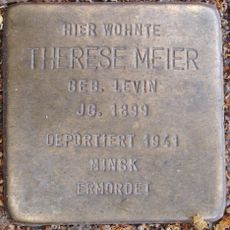 HIER WOHNTE
THERESE MEIER
GEB. LEVIN
JG. 1899
DEPORTIERT 1941
MINSK
ERMORDET